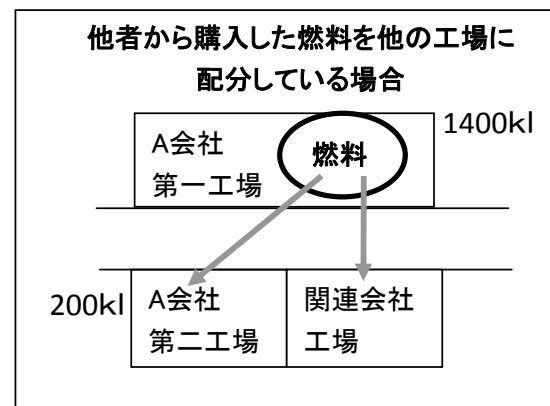 他者から購入した燃料を他の工場に
配分している場合
1400kl
A会社
第一工場
燃料
200kl
A会社
第二工場
関連会社
工場